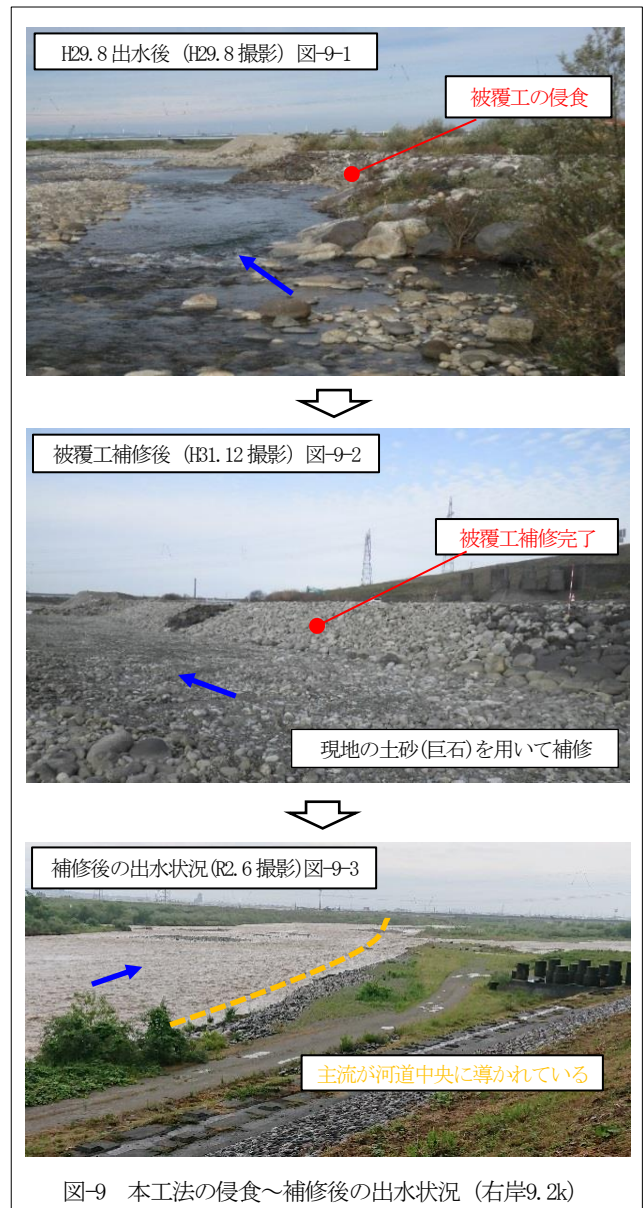 H29.8 出水後 (H29.8 撮影) 図-9-1
被覆工の侵食
被覆工補修後 (H31.12 撮影) 図-9-2
被覆工補修完了
現地の土砂(巨石)を用いて補修
補修後の出水状況(R2.6 撮影)図-9-3
主流が河道中央に導かれている
図-9 本工法の侵食~補修後の出水状況 (右岸9.2k)